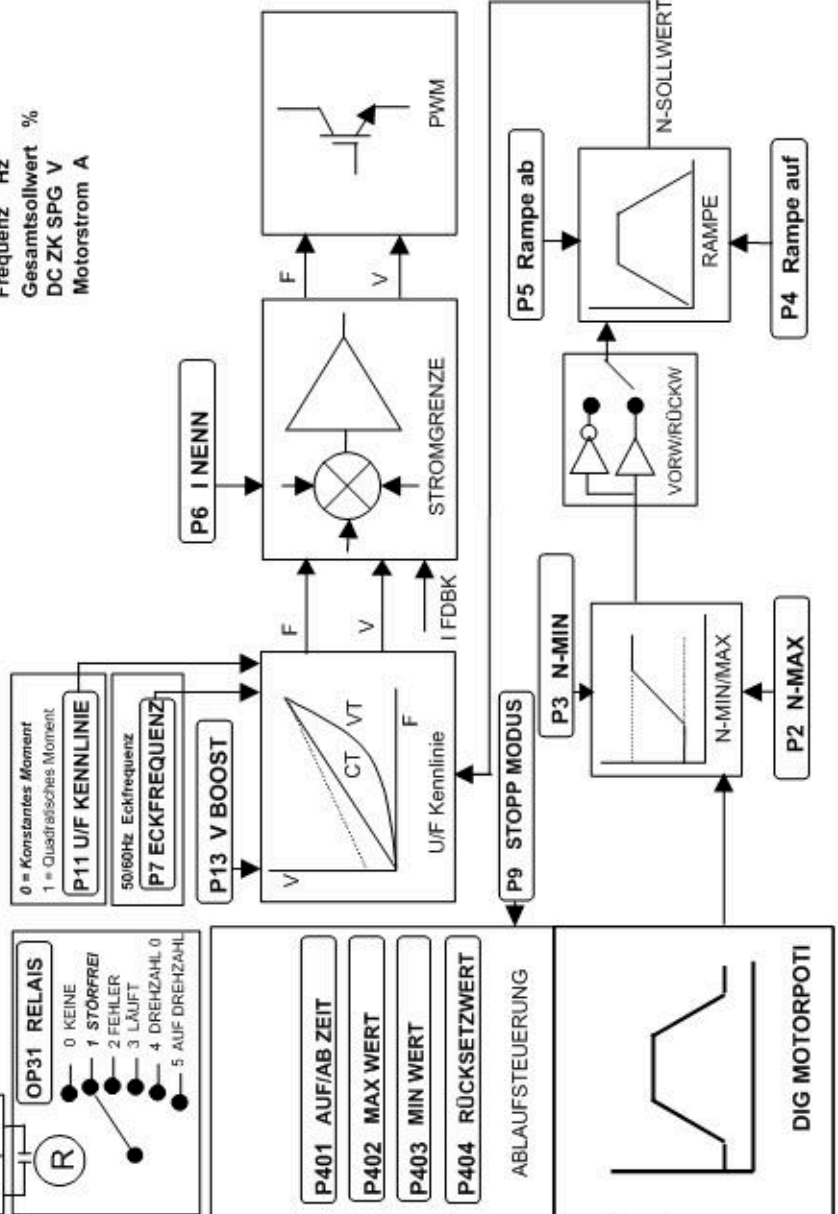 Frequenz Hz
Gesamtsollwert %
DC ZK SPG V
Motorstrom A
R
OP31 RELAIS
0 KEINE
1 STÖRFREI
2 FEHLER
3 LÄUFT
4 DREHZAHL 0
5 AUF DREHZAHL
0 = Konstantes Moment
1 = Quadratisches Moment
P11 U/F KENNLINIE
50/60Hz Eckfrequenz
P7 ECKFREQUENZ
P13 V BOOST
V
CT
VT
F
U/F Kennlinie
F
V
I FDBK
P6 I NENN
STROMGRENZE
F
V
PWM
P401 AUF/AB ZEIT
P402 MAX WERT
P403 MIN WERT
P404 RÜCKSETZWERT
ABLAUFSTEUERUNG
P9 STOPP MODUS
DIG MOTORPOTI
P3 N-MIN
N-MIN/MAX
P2 N-MAX
VORW/RÜCKW
P5 Rampe ab
RAMPE
P4 Rampe auf
N-SOLLWERT